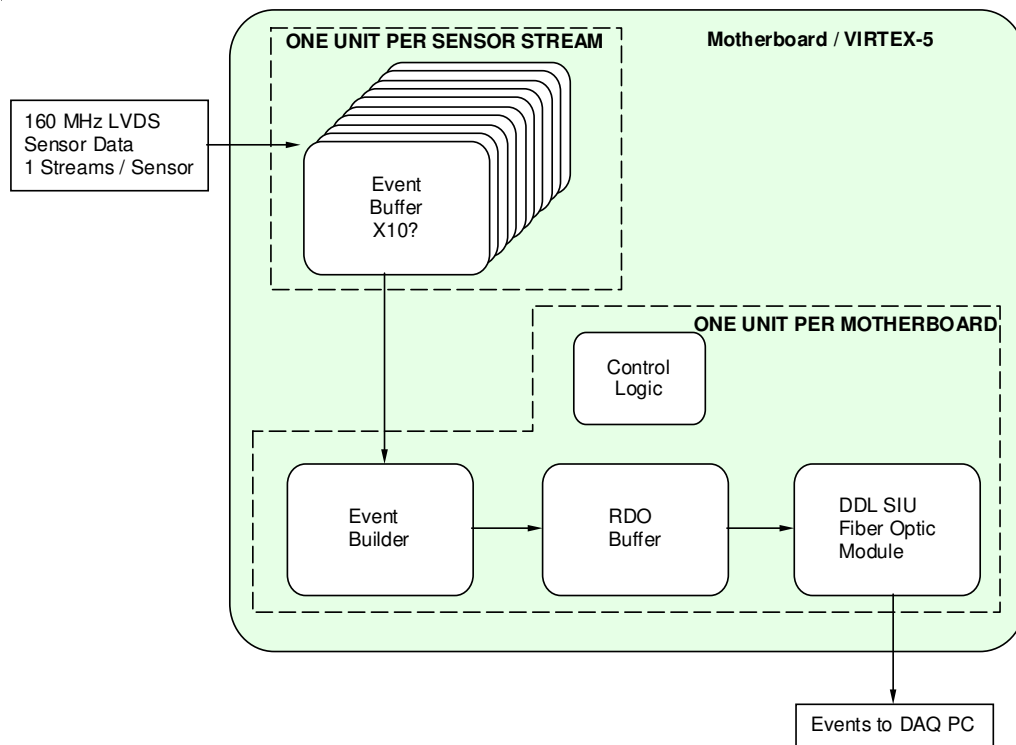 ONE UNIT PER SENSOR STREAM
Motherboard / VIRTEX-5
160 MHz LVDS
Sensor Data
1 Streams / Sensor
Event
Buffer
X10?
ONE UNIT PER MOTHERBOARD
Control
Logic
Event
Builder
RDO
Buffer
DDL SIU
Fiber Optic
Module
Events to DAQ PC